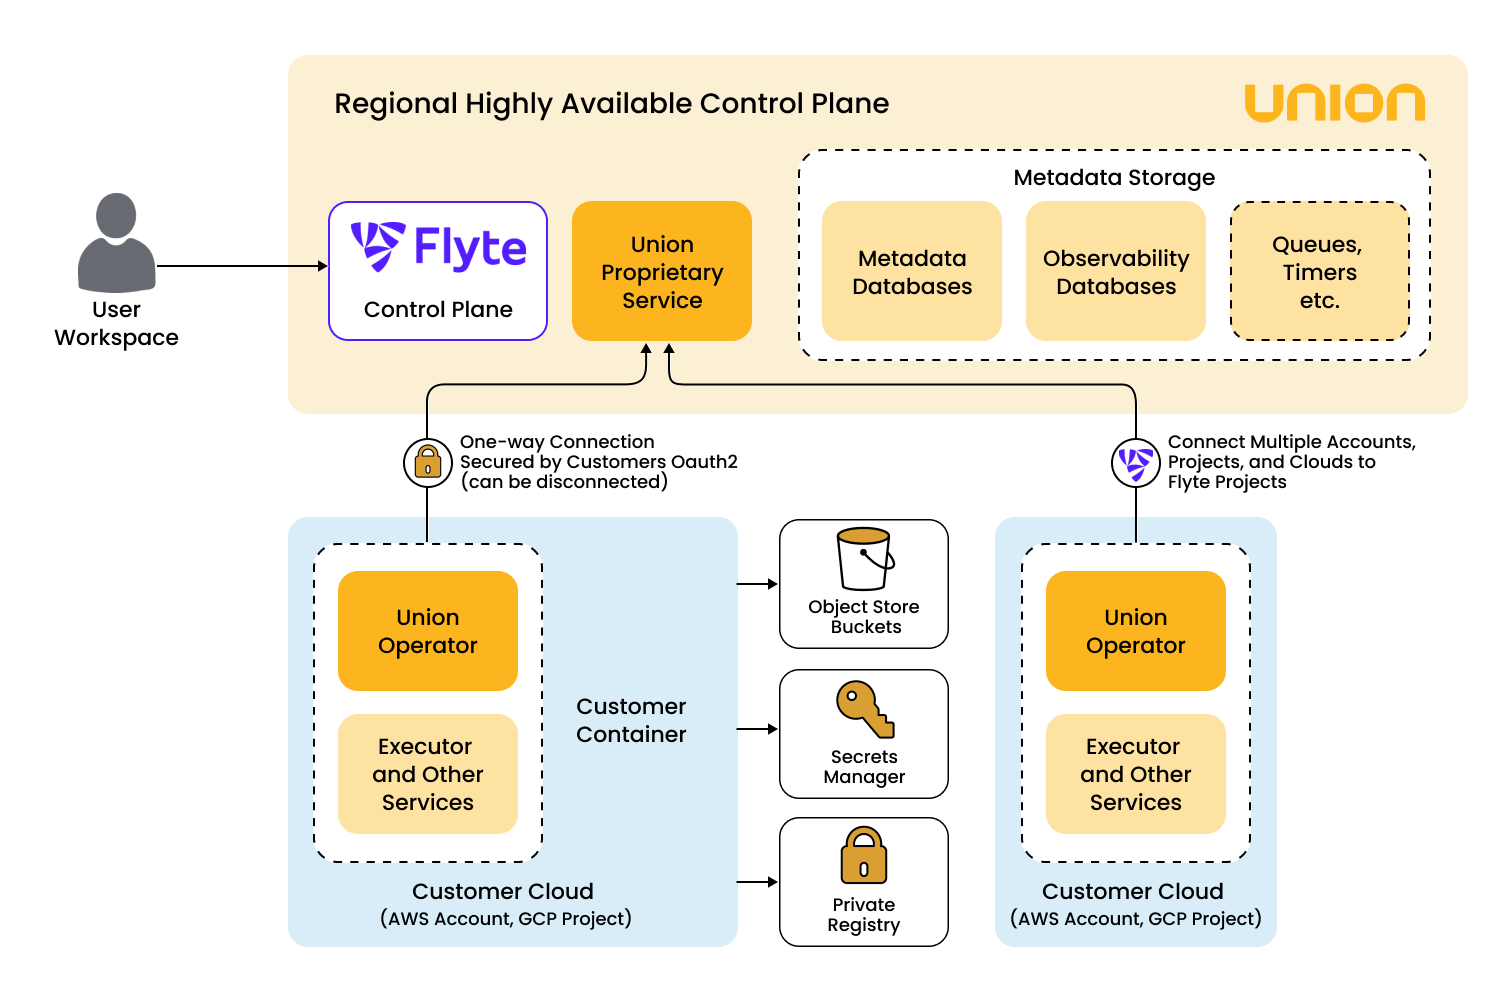 Regional Highly Available Control Plane
UNION
Metadata Storage
Flyte
Control Plane
Union
Proprietary
Service
Metadata
Databases
Observability
Databases
Queues,
Timers
etc.
User
Workspace
One-way Connection
Secured by Customers Oauth2
(can be disconnected)
Connect Multiple Accounts,
Projects, and Clouds to
Flyte Projects
Union
Operator
Executor
and Other
Services
Customer
Container
Customer Cloud
(AWS Account, GCP Project)
Object Store
Buckets
Secrets
Manager
Private
Registry
Union
Operator
Executor
and Other
Services
Customer Cloud
(AWS Account, GCP Project)